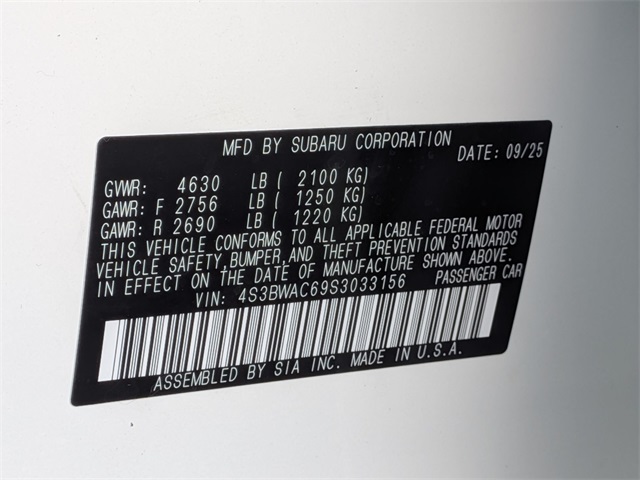 MFD BY SUBARU CORPORATION DATE: 09/25
GVWR: 4630 LB ( 2100 KG)
GAWR: F 2756 LB ( 1250 KG)
GAWR: R 2690 LB ( 1220 KG)
THIS VEHICLE CONFORMS TO ALL APPLICABLE FEDERAL MOTOR
VEHICLE SAFETY,BUMPER,AND THEFT PREVENTION STANDARDS
IN EFFECT ON THE DATE OF MANUFACTURE SHOWN ABOVE.
VIN: 4S3BWAC69S3033156 PASSENGER CAR
ASSEMBLED BY SIA INC. MADE IN U.S.A.